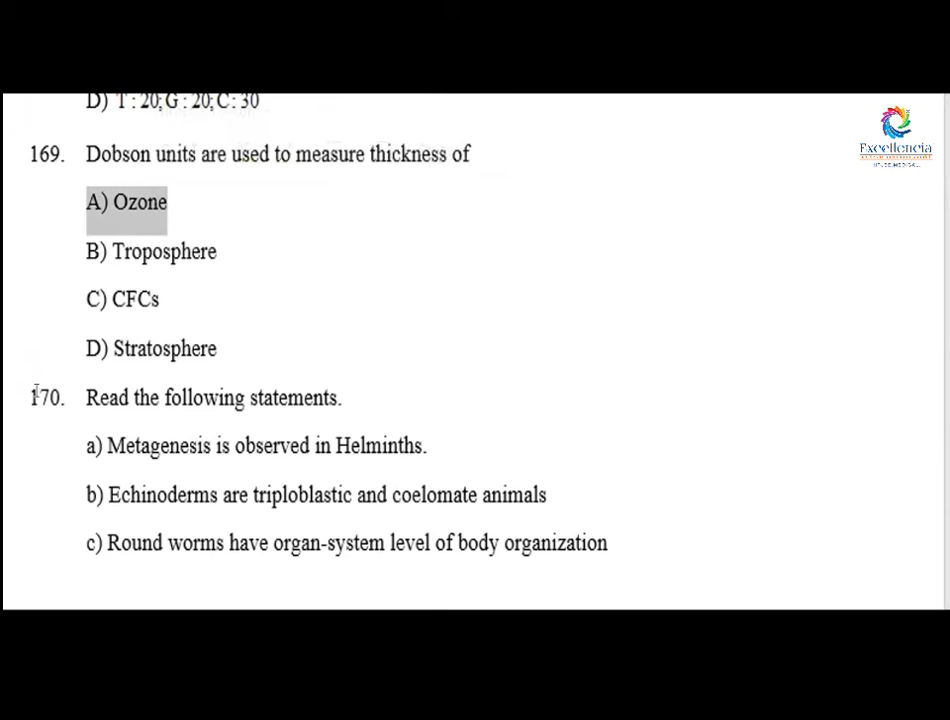 D) T : 20; G : 20; C : 30
Excellencia
169. Dobson units are used to measure thickness of
A) Ozone
B) Troposphere
C) CFCs
D) Stratosphere
170. Read the following statements.
a) Metagenesis is observed in Helminths.
b) Echinoderms are triploblastic and coelomate animals
c) Round worms have organ-system level of body organization